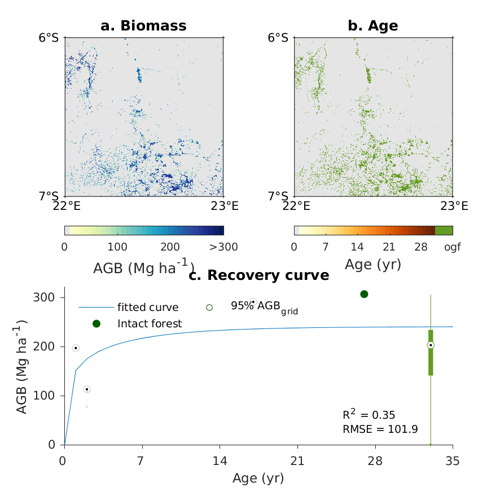 a. Biomass
b. Age
6°S
7°S
22°E
23°E
6°S
7°S
22°E
23°E
0 100 200 >300
AGB (Mg ha-1)
0 7 14 21 28 ogf
Age (yr)
c. Recovery curve
fitted curve
Intact forest
95% AGBgrid
AGB (Mg ha-1)
300
200
100
0
R2 = 0.35
RMSE = 101.9
0 7 14 21 28 35
Age (yr)